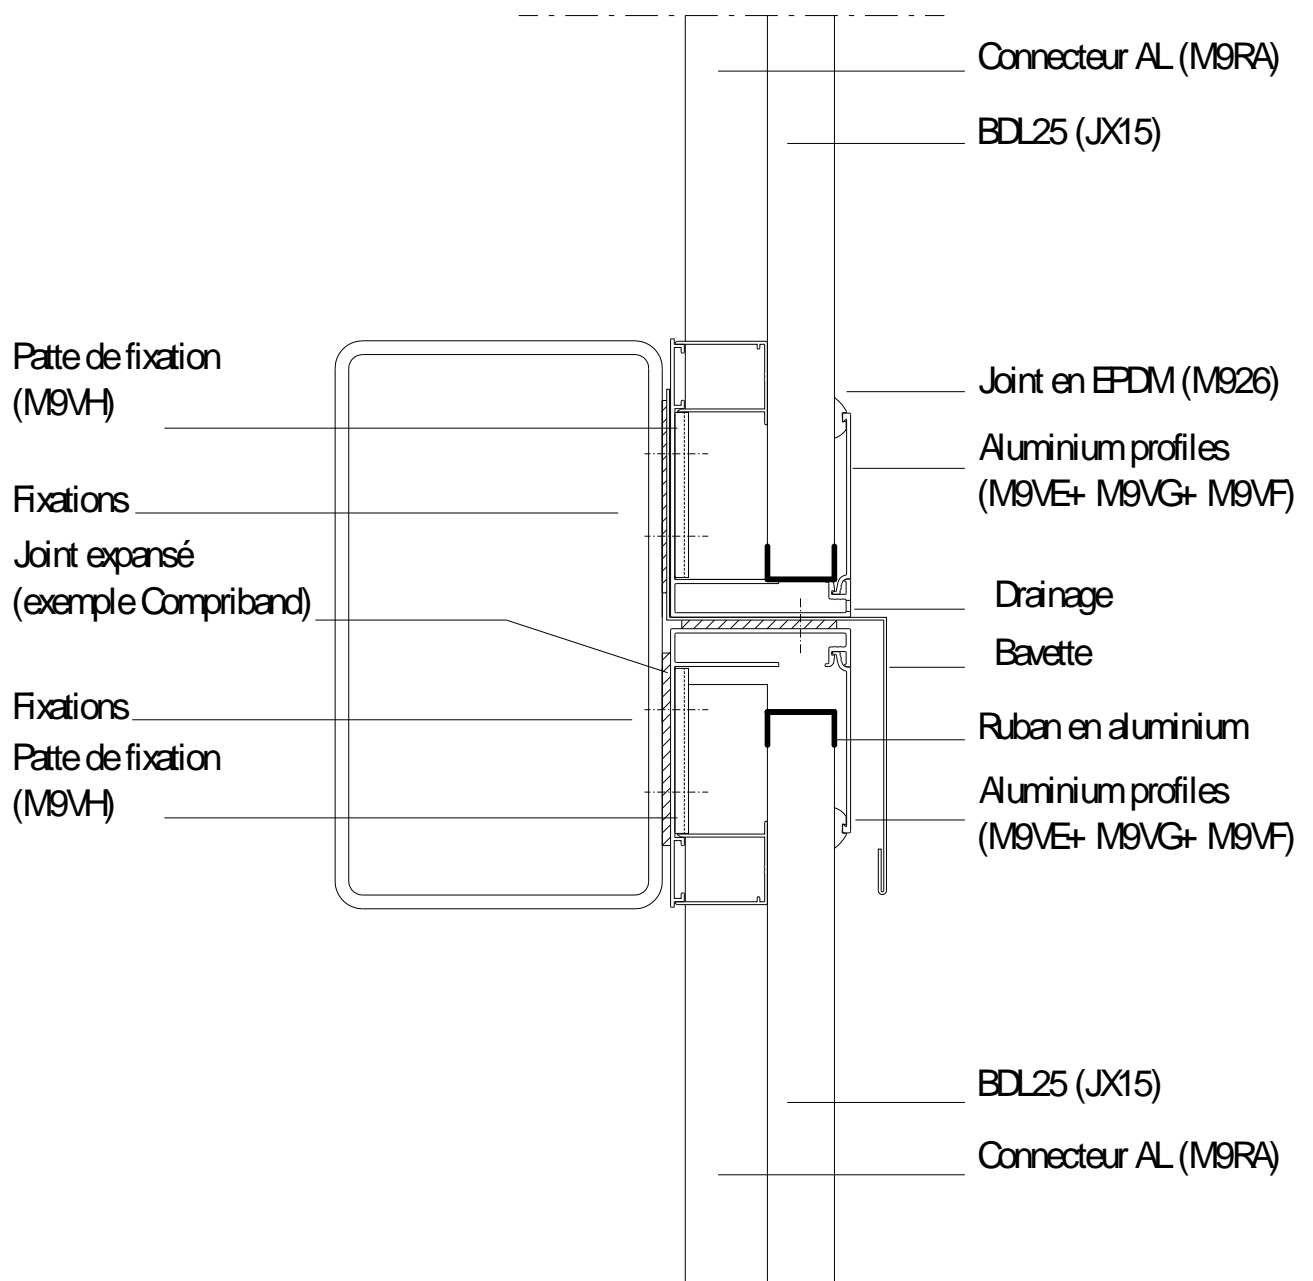 Connecteur AL (M9RA)
BDL25 (JX15)
Patte de fixation
(M9VH)
Joint en EPDM (M926)
Aluminium profiles
(M9VE+ M9VG+ M9VF)
Fixations
Joint expansé
(exemple Compriband)
Drainage
Bavette
Fixations
Ruban en aluminium
Patte de fixation
(M9VH)
Aluminium profiles
(M9VE+ M9VG+ M9VF)
BDL25 (JX15)
Connecteur AL (M9RA)